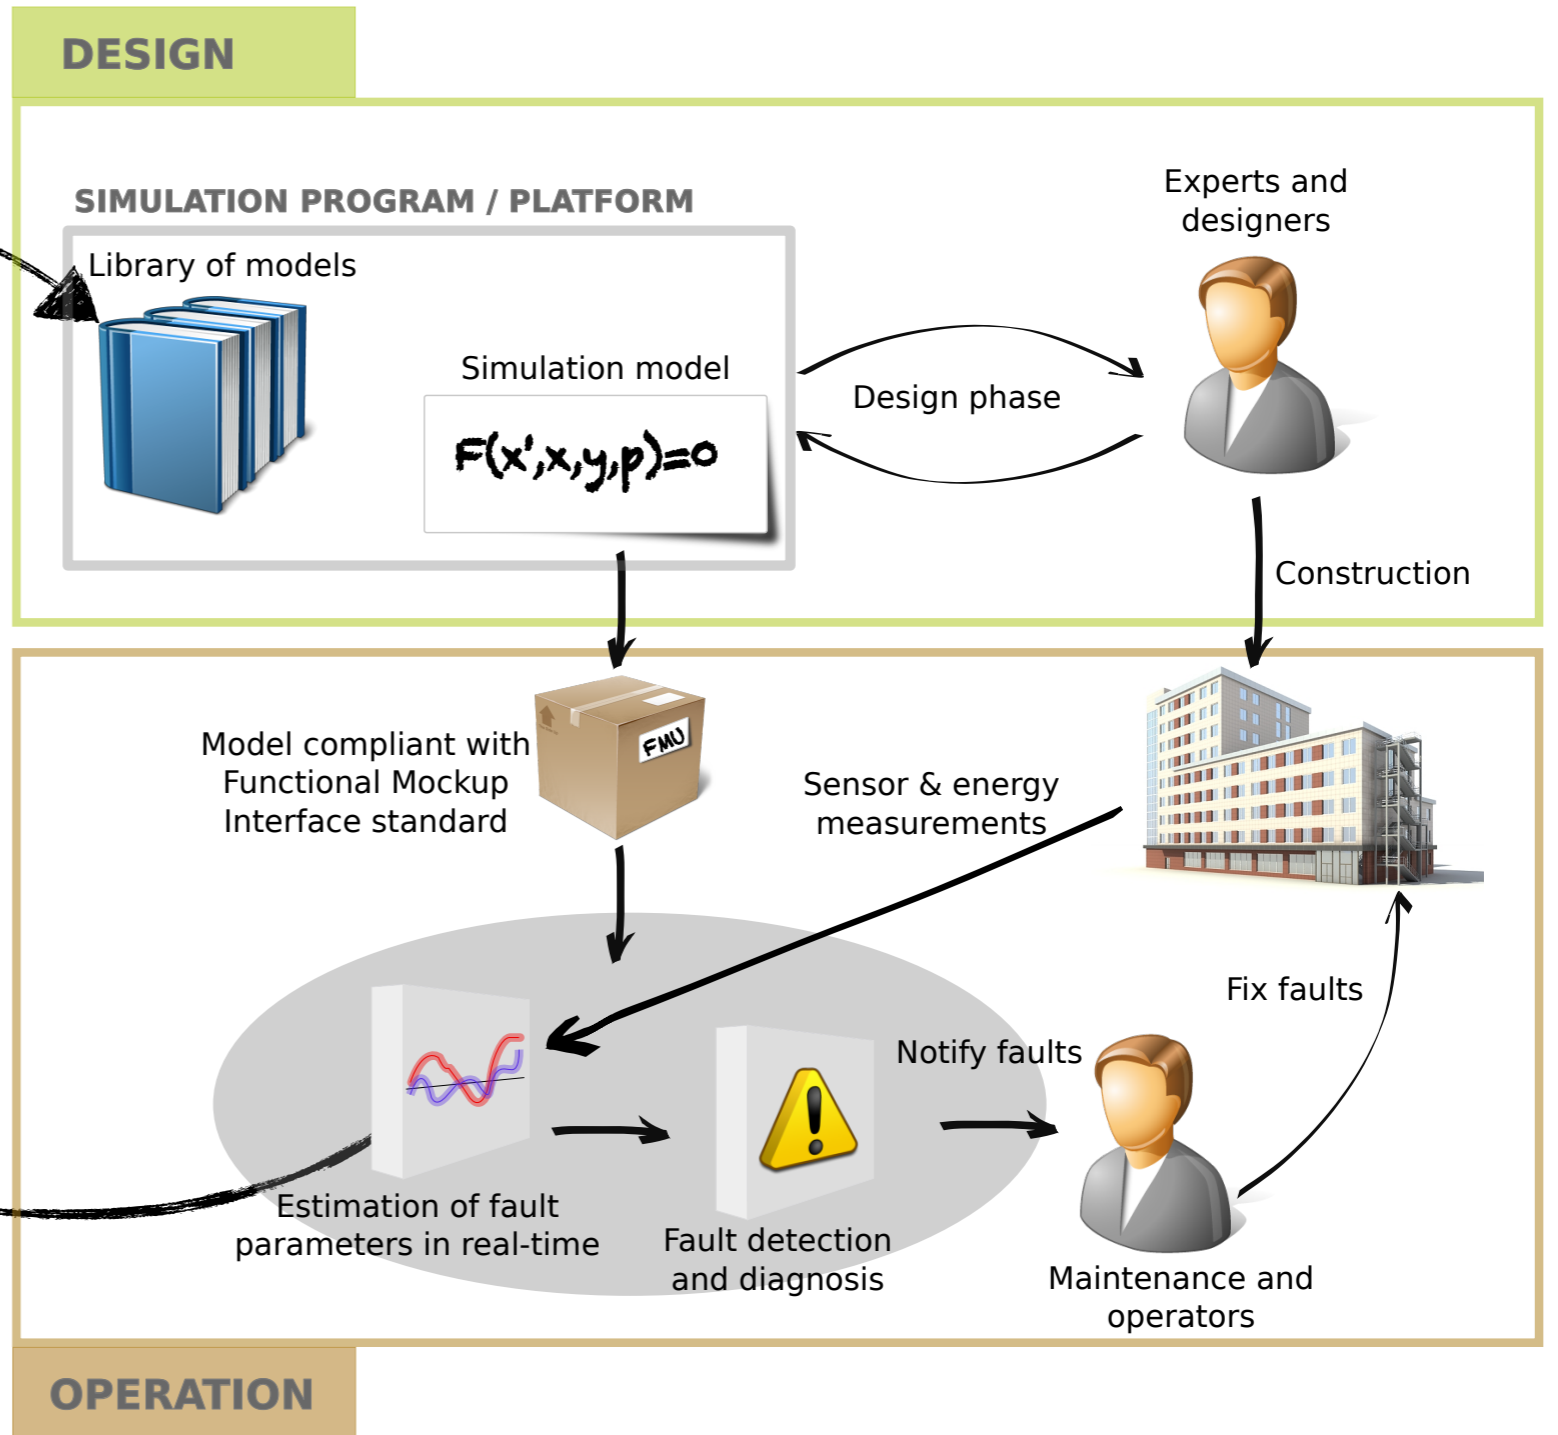 DESIGN
SIMULATION PROGRAM / PLATFORM
Library of models
Experts and
designers
Simulation model
F(x',x,y,p)=0
Design phase
Construction
Model compliant with
Functional Mockup
Interface standard
FMU
Sensor & energy
measurements
Fix faults
Notify faults
Estimation of fault
parameters in real-time
Fault detection
and diagnosis
Maintenance and
operators
OPERATION